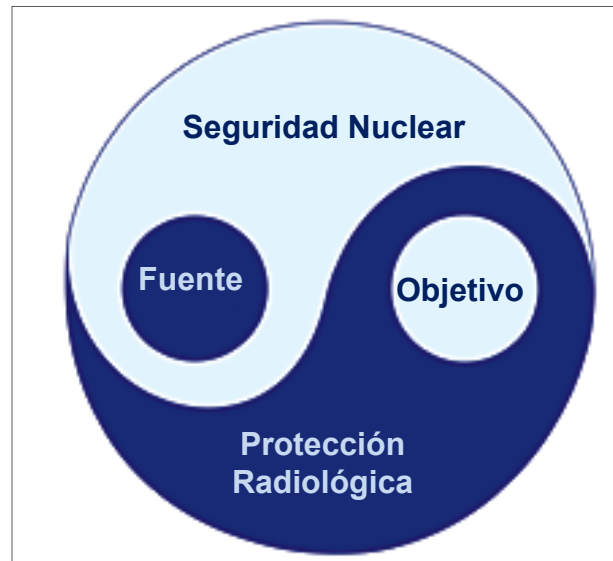 Seguridad Nuclear
Fuente
Objetivo
Protección
Radiológica